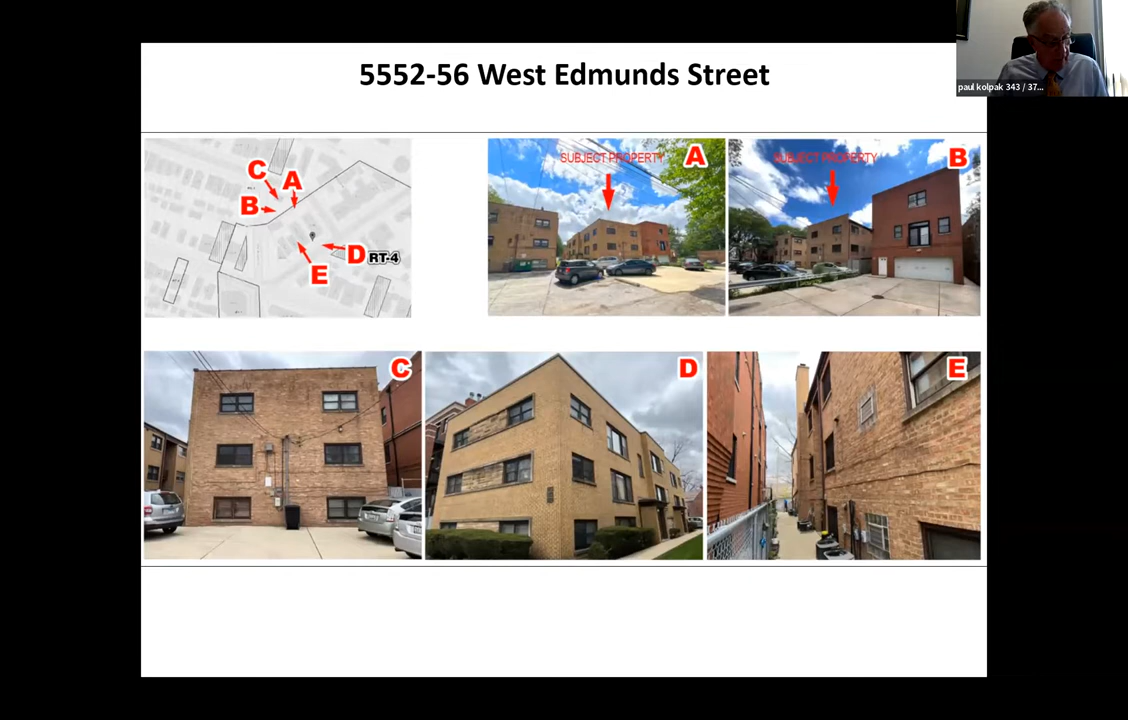 5552-56 West Edmunds Street
paul kolpak 343 / 37...
C
A
B
D RT-4
E
SUBJECT PROPERTY A
SUBJECT PROPERTY B
C
D
E